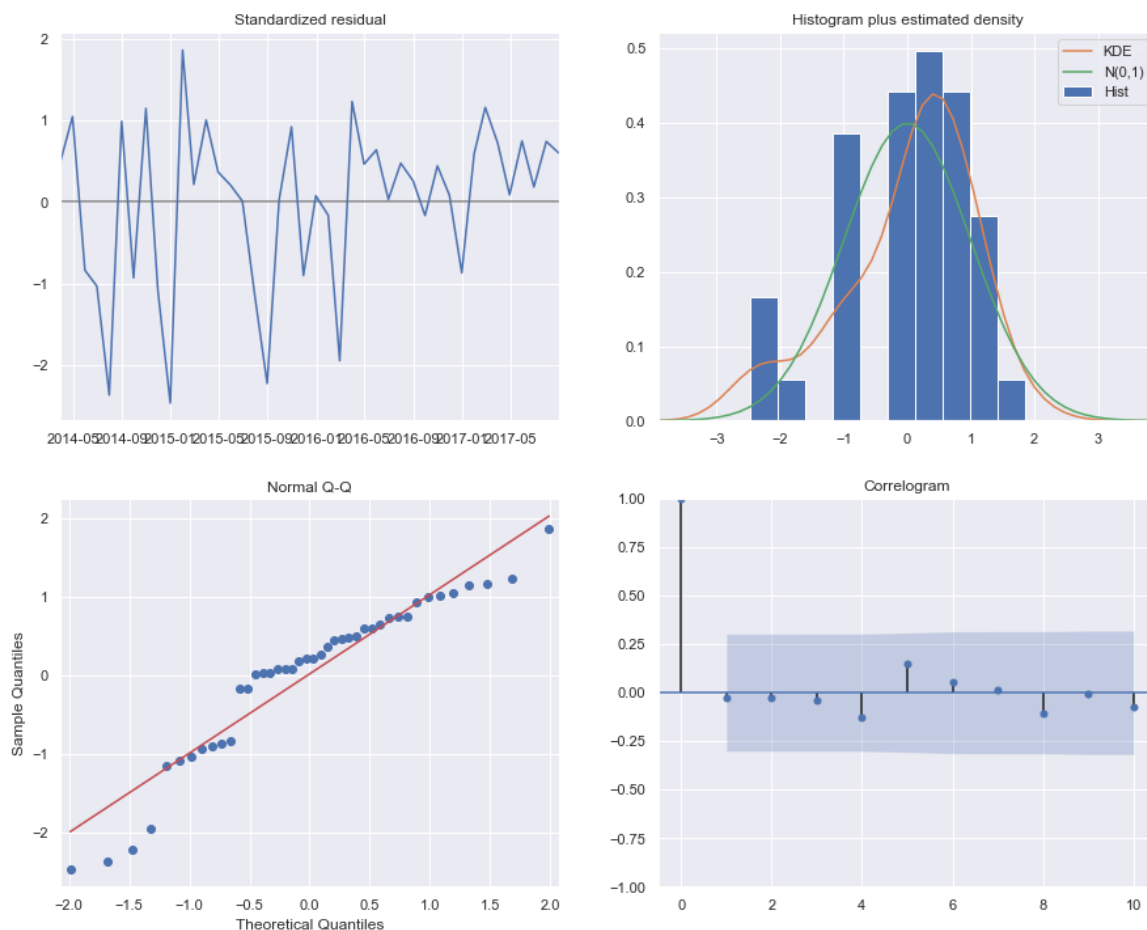 Standardized residual
2
1
0
−1
−2
2014-05 2014-09 2015-01 2015-05 2015-09 2016-01 2016-05 2016-09 2017-01 2017-05
Histogram plus estimated density
KDE
N(0,1)
Hist
0.5
0.4
0.3
0.2
0.1
0.0
−3 −2 −1 0 1 2 3
Normal Q-Q
Sample Quantiles
2
1
0
−1
−2
−2.0 −1.5 −1.0 −0.5 0.0 0.5 1.0 1.5 2.0
Theoretical Quantiles
Correlogram
1.00
0.75
0.50
0.25
0.00
−0.25
−0.50
−0.75
−1.00
0 2 4 6 8 10